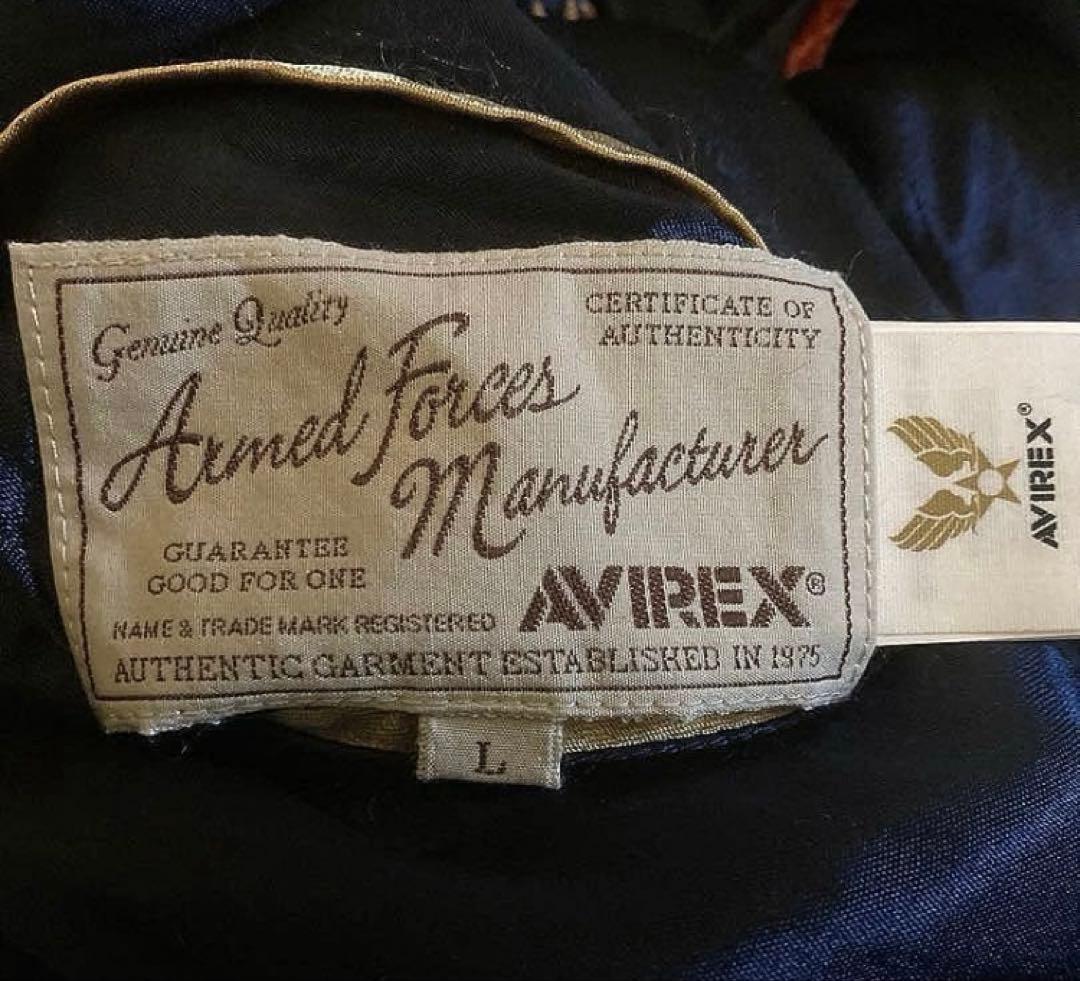 Genuine Quality
CERTIFICATE OF
AUTHENTICITY
Armed Forces
Manufacturer
GUARANTEE
GOOD FOR ONE
AVIREX®
NAME & TRADE MARK REGISTERED
AUTHENTIC GARMENT ESTABLISHED IN 1975
L
AVIREX®